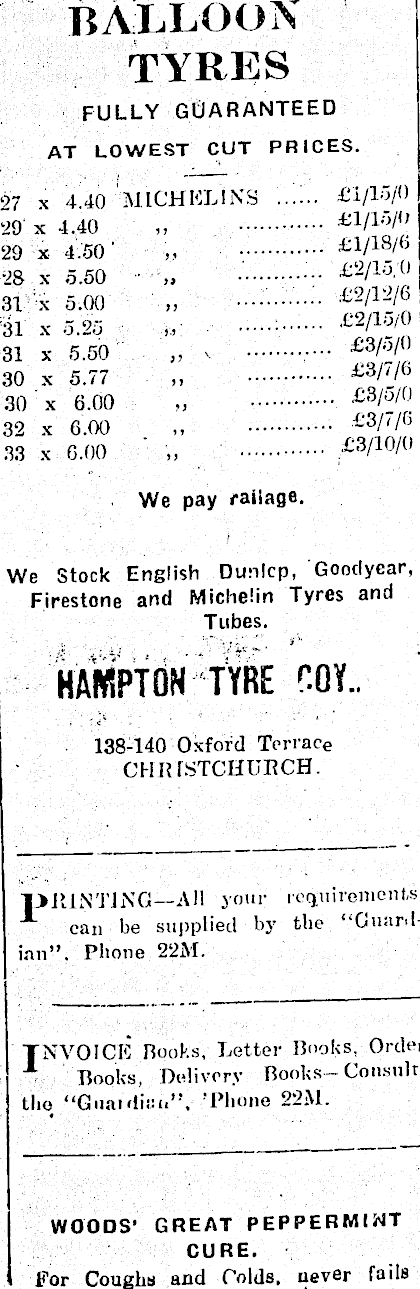 BALLOON
TYRES
FULLY GUARANTEED
AT LOWEST CUT PRICES.
27 x 4.40 MICHELINS ...... £1/15/0
29 x 4.40 ,, ............ £1/15/0
29 x 4.50 ,, ............ £1/18/6
28 x 5.50 ,, ............ £2/15/0
31 x 5.00 ,, ............ £2/12/6
31 x 5.25 ,, ............ £2/15/0
31 x 5.50 ,, ............ £3/5/0
30 x 5.77 ,, ............ £3/7/6
30 x 6.00 ,, ............ £3/5/0
32 x 6.00 ,, ............ £3/7/6
33 x 6.00 ,, ............ £3/10/0
We pay railage.
We Stock English Dunlop, Goodyear,
Firestone and Michelin Tyres and
Tubes.
HAMPTON TYRE COY..
138-140 Oxford Terrace
CHRISTCHURCH.
PRINTING—All your requirements
can be supplied by the "Guard-
ian". Phone 22M.
INVOICE Books, Letter Books, Order
Books, Delivery Books—Consult
the "Guardian", 'Phone 22M.
WOODS' GREAT PEPPERMINT
CURE.
For Coughs and Colds, never fails